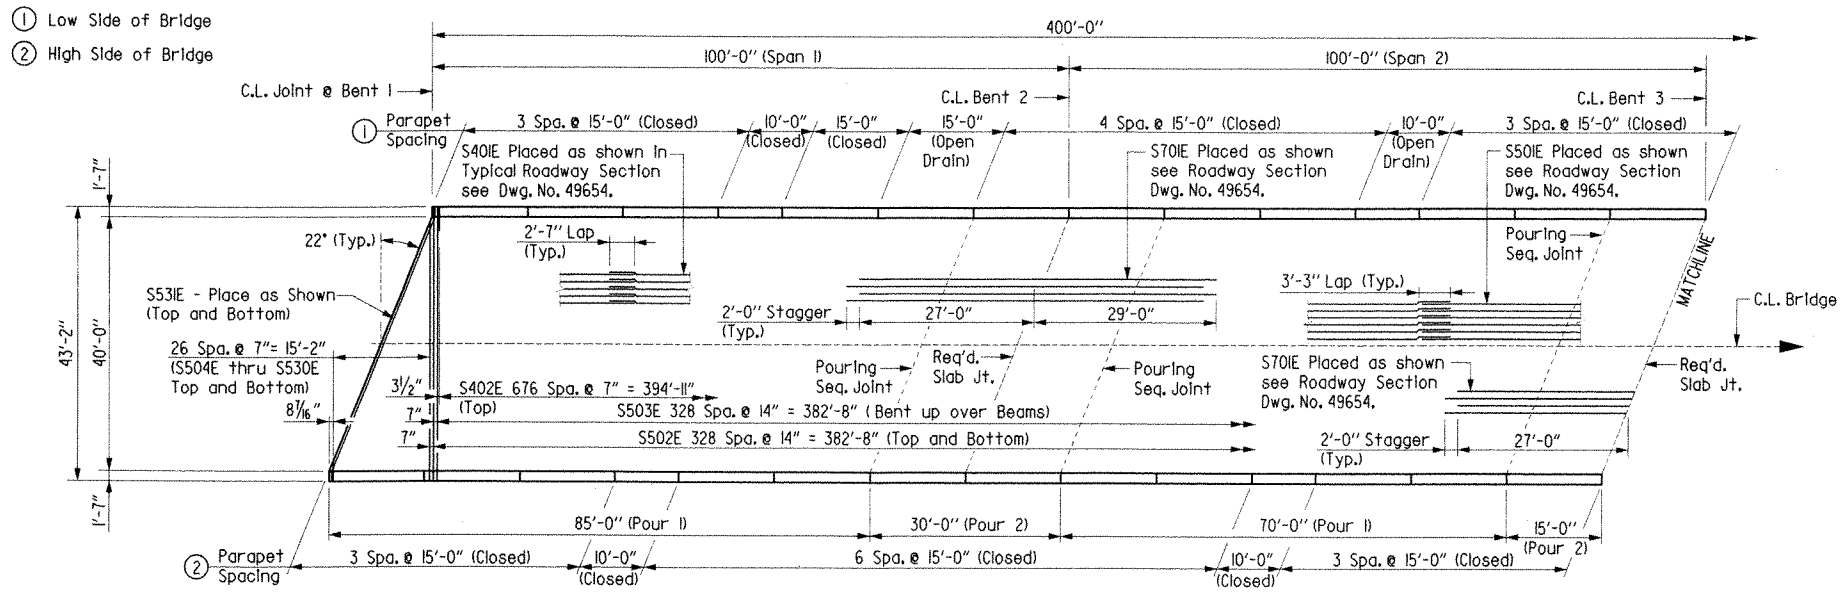 ① Low Side of Bridge
② High Side of Bridge
400'-0"
100'-0" (Span 1)
100'-0" (Span 2)
C.L. Joint @ Bent 1
C.L. Bent 2
C.L. Bent 3
① Parapet
Spacing
3 Spa. @ 15'-0" (Closed)
10'-0"
(Closed)
15'-0"
(Closed)
15'-0"
(Open
Drain)
4 Spa. @ 15'-0" (Closed)
10'-0"
(Open
Drain)
3 Spa. @ 15'-0" (Closed)
S401E Placed as shown in
Typical Roadway Section
see Dwg. No. 49654.
S701E Placed as shown
see Roadway Section
Dwg. No. 49654.
S501E Placed as shown
see Roadway Section
Dwg. No. 49654.
1'-7"
43'-2"
40'-0"
1'-7"
22° (Typ.)
2'-7" Lap
(Typ.)
Pouring
Seq. Joint
MATCHLINE
S531E - Place as Shown
(Top and Bottom)
3'-3" Lap (Typ.)
C.L. Bridge
2'-0" Stagger
(Typ.)
27'-0"
29'-0"
26 Spa. @ 7"= 15'-2"
(S504E thru S530E
Top and Bottom)
Pouring
Seq. Joint
Req'd.
Slab Jt.
Pouring
Seq. Joint
S701E Placed as shown
see Roadway Section
Dwg. No. 49654.
Req'd.
Slab Jt.
3½"
S402E 676 Spa. @ 7" = 394'-11"
(Top)
8⁷⁄₁₆"
7"
S503E 328 Spa. @ 14" = 382'-8" (Bent up over Beams)
7"
S502E 328 Spa. @ 14" = 382'-8" (Top and Bottom)
2'-0" Stagger
(Typ.)
27'-0"
85'-0" (Pour 1)
30'-0" (Pour 2)
70'-0" (Pour 1)
15'-0"
(Pour 2)
② Parapet
Spacing
3 Spa. @ 15'-0" (Closed)
10'-0"
(Closed)
6 Spa. @ 15'-0" (Closed)
10'-0"
(Closed)
3 Spa. @ 15'-0" (Closed)